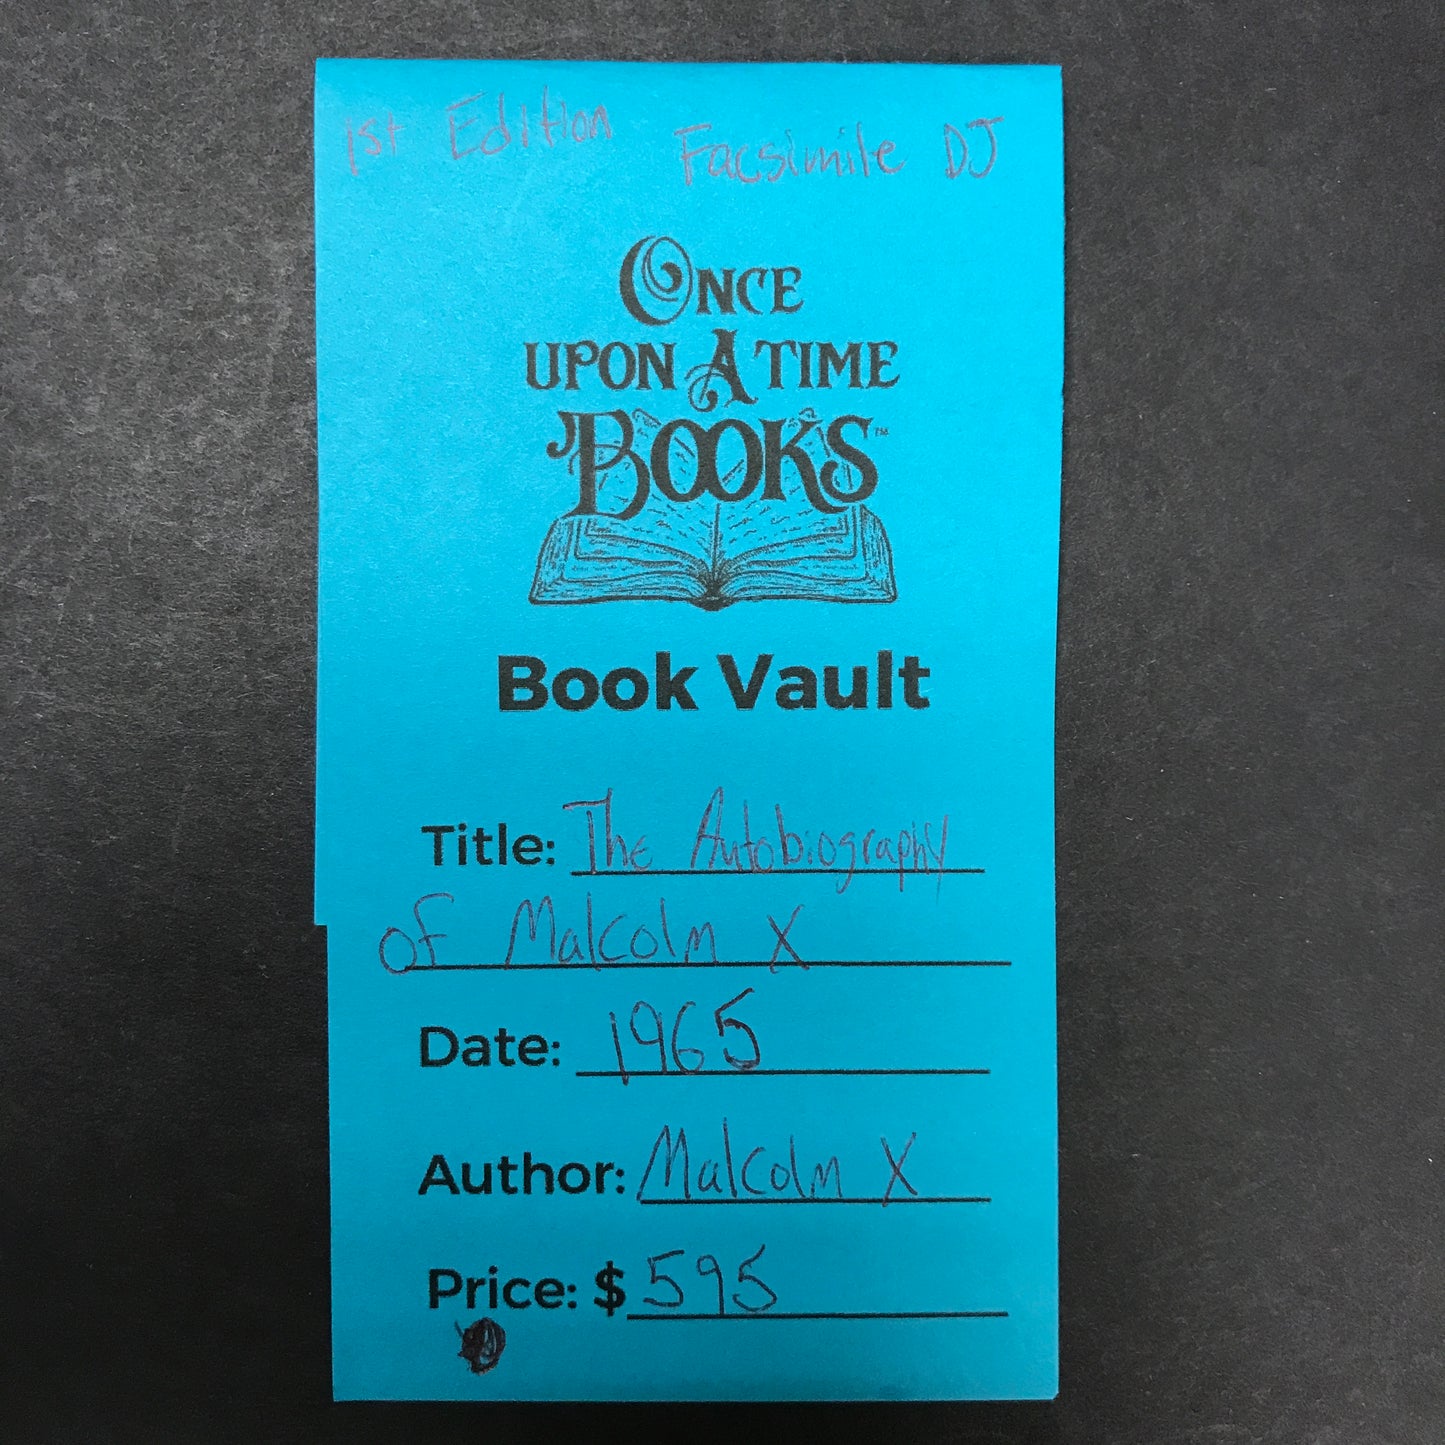 1st Edition Facsimile DJ
ONCE
UPON A TIME
BOOKS™
Book Vault
Title: The Autobiography
of Malcolm X
Date: 1965
Author: Malcolm X
Price: $595